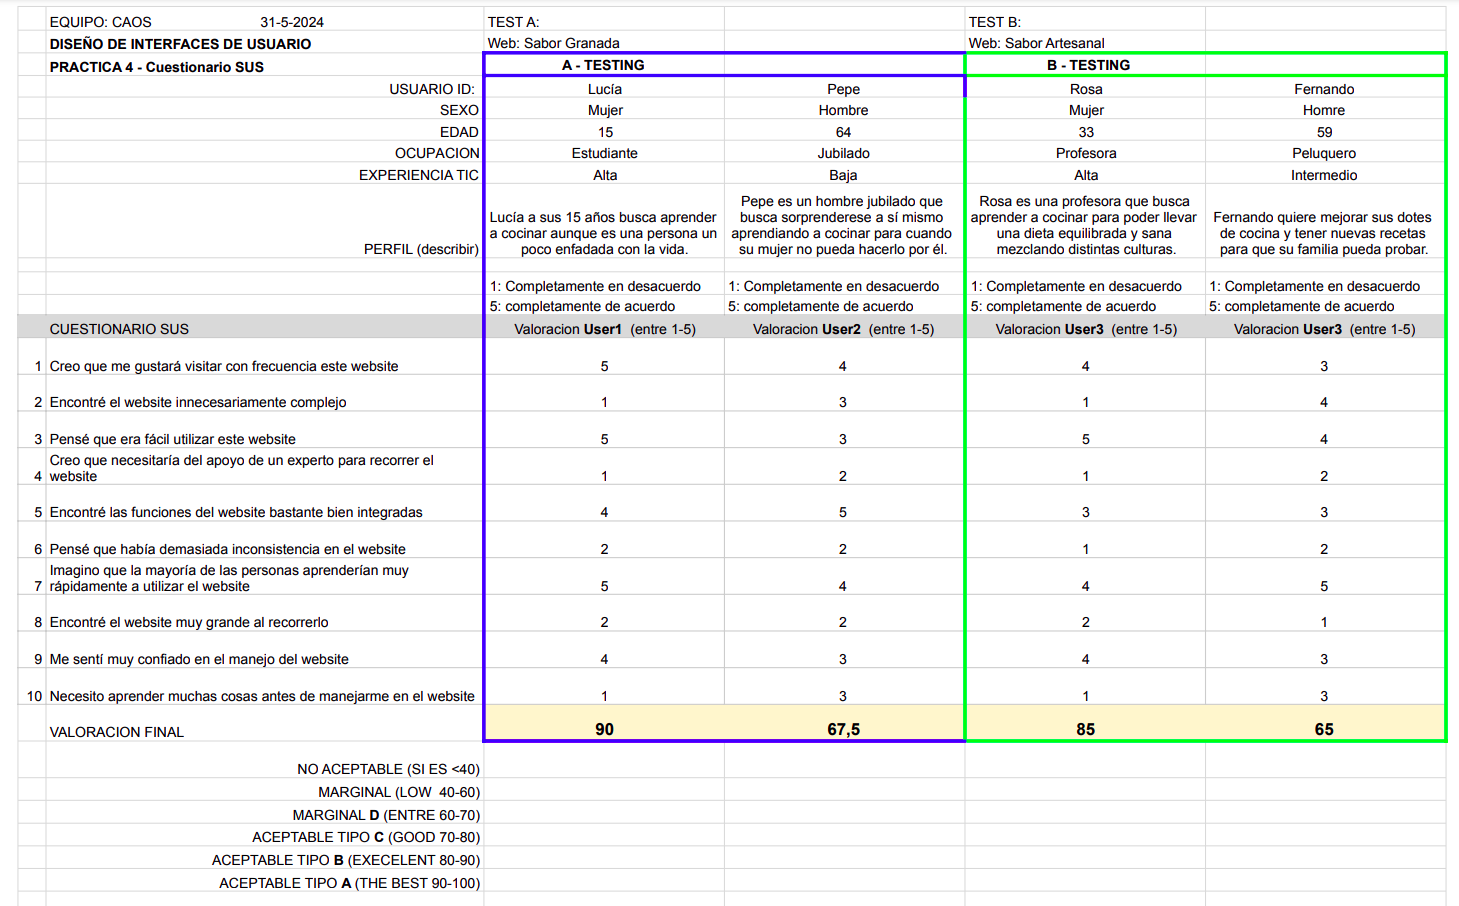 EQUIPO: CAOS 31-5-2024 TEST A: TEST B:
DISEÑO DE INTERFACES DE USUARIO Web: Sabor Granada Web: Sabor Artesanal
PRACTICA 4 - Cuestionario SUS A - TESTING B - TESTING
USUARIO ID: Lucía Pepe Rosa Fernando
SEXO Mujer Hombre Mujer Homre
EDAD 15 64 33 59
OCUPACION Estudiante Jubilado Profesora Peluquero
EXPERIENCIA TIC Alta Baja Alta Intermedio
PERFIL (describir)
Lucía a sus 15 años busca aprender
a cocinar aunque es una persona un
poco enfadada con la vida.
Pepe es un hombre jubilado que
busca sorprenderese a sí mismo
aprendiando a cocinar para cuando
su mujer no pueda hacerlo por él.
Rosa es una profesora que busca
aprender a cocinar para poder llevar
una dieta equilibrada y sana
mezclando distintas culturas.
Fernando quiere mejorar sus dotes
de cocina y tener nuevas recetas
para que su familia pueda probar.
1: Completamente en desacuerdo 1: Completamente en desacuerdo 1: Completamente en desacuerdo 1: Completamente en desacuerdo
5: completamente de acuerdo 5: completamente de acuerdo 5: completamente de acuerdo 5: completamente de acuerdo
CUESTIONARIO SUS Valoracion User1 (entre 1-5) Valoracion User2 (entre 1-5) Valoracion User3 (entre 1-5) Valoracion User3 (entre 1-5)
1 Creo que me gustará visitar con frecuencia este website 5 4 4 3
2 Encontré el website innecesariamente complejo 1 3 1 4
3 Pensé que era fácil utilizar este website 5 3 5 4
Creo que necesitaría del apoyo de un experto para recorrer el
4 website 1 2 1 2
5 Encontré las funciones del website bastante bien integradas 4 5 3 3
6 Pensé que había demasiada inconsistencia en el website 2 2 1 2
Imagino que la mayoría de las personas aprenderían muy
7 rápidamente a utilizar el website 5 4 4 5
8 Encontré el website muy grande al recorrerlo 2 2 2 1
9 Me sentí muy confiado en el manejo del website 4 3 4 3
10 Necesito aprender muchas cosas antes de manejarme en el website 1 3 1 3
VALORACION FINAL 90 67,5 85 65
NO ACEPTABLE (SI ES <40)
MARGINAL (LOW 40-60)
MARGINAL D (ENTRE 60-70)
ACEPTABLE TIPO C (GOOD 70-80)
ACEPTABLE TIPO B (EXECELENT 80-90)
ACEPTABLE TIPO A (THE BEST 90-100)